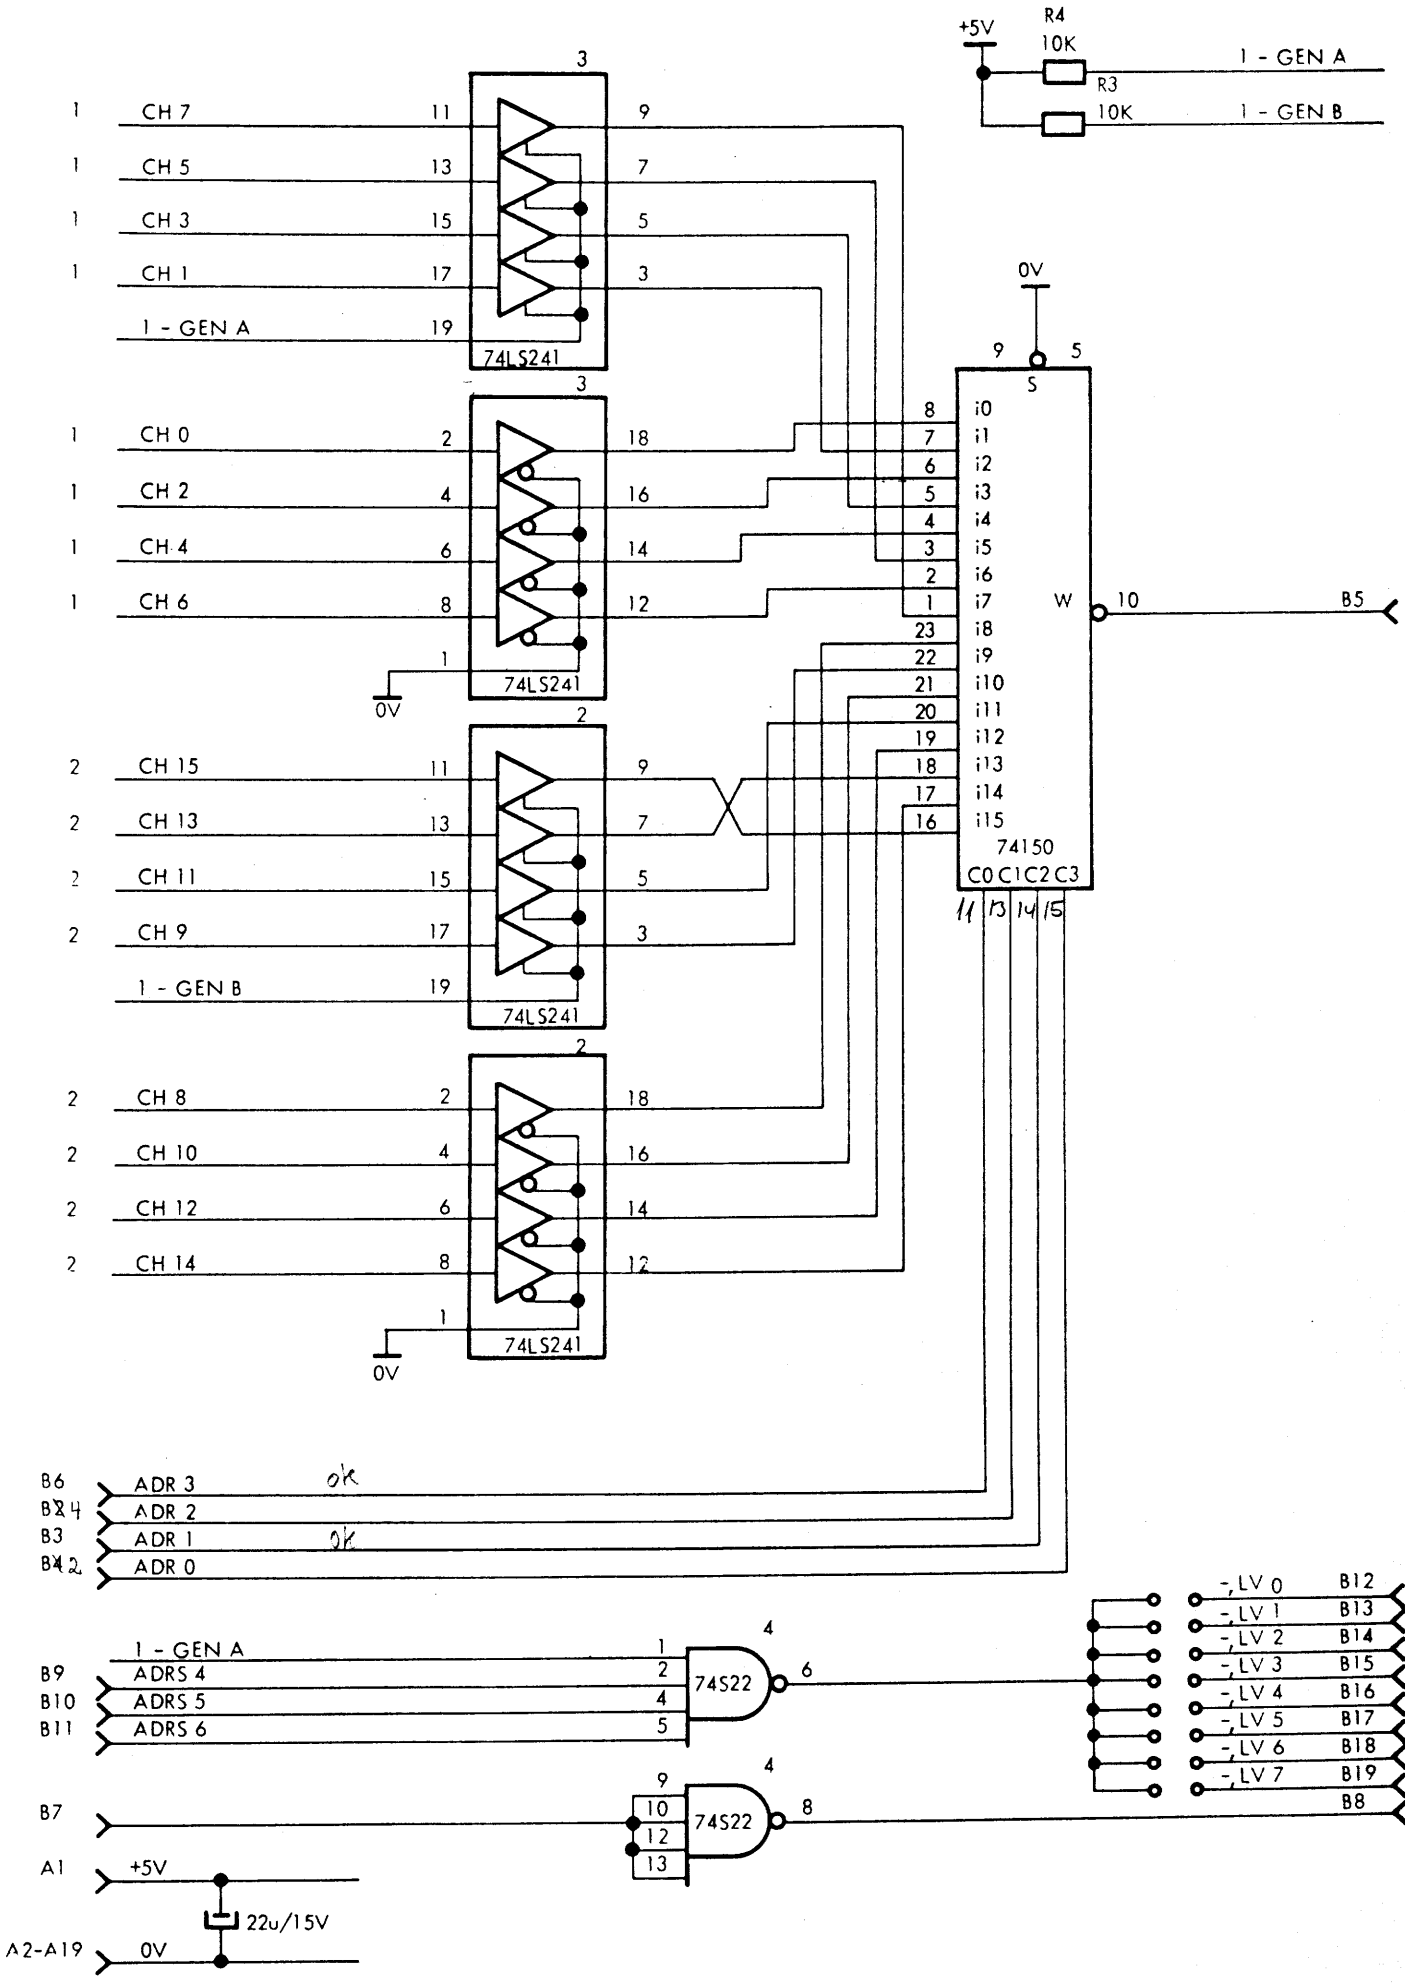 R4
+5V
10K
1 - GEN A
R3
10K
1 - GEN B
3
1 CH 7 11 9
1 CH 5 13 7
1 CH 3 15 5
1 CH 1 17 3
1 - GEN A 19
74LS241
3
1 CH 0 2 18
1 CH 2 4 16
1 CH 4 6 14
1 CH 6 8 12
1
0V
74LS241
2
2 CH 15 11 9
2 CH 13 13 7
2 CH 11 15 5
2 CH 9 17 3
1 - GEN B 19
74LS241
2
2 CH 8 2 18
2 CH 10 4 16
2 CH 12 6 14
2 CH 14 8 12
1
0V
74LS241
0V
9 5
S
8 i0
7 i1
6 i2
5 i3
4 i4
3 i5
2 i6
1 i7
23 i8
22 i9
21 i10
20 i11
19 i12
18 i13
17 i14
16 i15
W 10 B5
74150
C0 C1 C2 C3
11 13 14 15
B6 ADR 3 ok
B4 ADR 2
B3 ADR 1 ok
B2 ADR 0
1 - GEN A 1
B9 ADRS 4 2
B10 ADRS 5 4
B11 ADRS 6 5
4
74S22
6
-,LV 0 B12
-,LV 1 B13
-,LV 2 B14
-,LV 3 B15
-,LV 4 B16
-,LV 5 B17
-,LV 6 B18
-,LV 7 B19
B7
9
10
12
13
4
74S22
8
B8
A1 +5V
22u/15V
A2-A19 0V